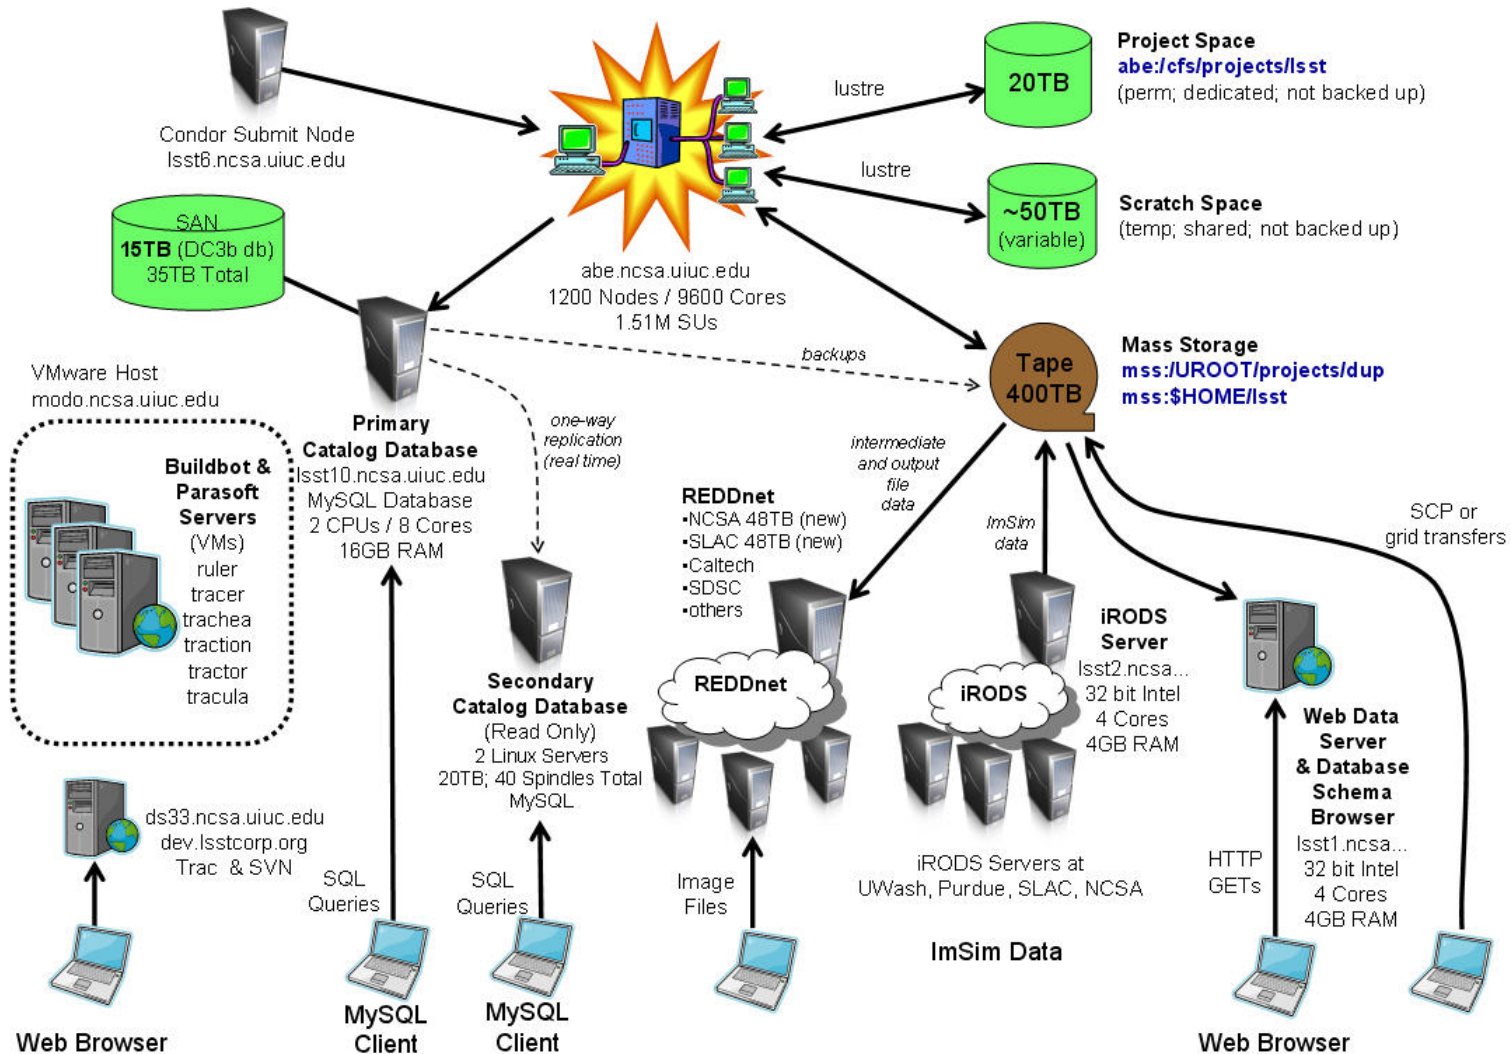 Condor Submit Node
lsst6.ncsa.uiuc.edu
lustre
20TB
Project Space
abe:/cfs/projects/lsst
(perm; dedicated; not backed up)
lustre
~50TB
(variable)
Scratch Space
(temp; shared; not backed up)
SAN
15TB (DC3b db)
35TB Total
abe.ncsa.uiuc.edu
1200 Nodes / 9600 Cores
1.51M SUs
backups
Tape
400TB
Mass Storage
mss:/UROOT/projects/dup
mss:$HOME/lsst
VMware Host
modo.ncsa.uiuc.edu
Buildbot &
Parasoft
Servers
(VMs)
ruler
tracer
trachea
traction
tractor
tracula
Primary
Catalog Database
lsst10.ncsa.uiuc.edu
MySQL Database
2 CPUs / 8 Cores
16GB RAM
one-way
replication
(real time)
intermediate
and output
file
data
REDDnet
▪NCSA 48TB (new)
▪SLAC 48TB (new)
▪Caltech
▪SDSC
▪others
ImSim
data
SCP or
grid transfers
iRODS
Server
lsst2.ncsa...
32 bit Intel
4 Cores
4GB RAM
REDDnet
iRODS
Secondary
Catalog Database
(Read Only)
2 Linux Servers
20TB; 40 Spindles Total
MySQL
Web Data
Server
& Database
Schema
Browser
lsst1.ncsa...
32 bit Intel
4 Cores
4GB RAM
ds33.ncsa.uiuc.edu
dev.lsstcorp.org
Trac & SVN
SQL
Queries
SQL
Queries
Image
Files
iRODS Servers at
UWash, Purdue, SLAC, NCSA
HTTP
GETs
ImSim Data
Web Browser
MySQL
Client
MySQL
Client
Web Browser